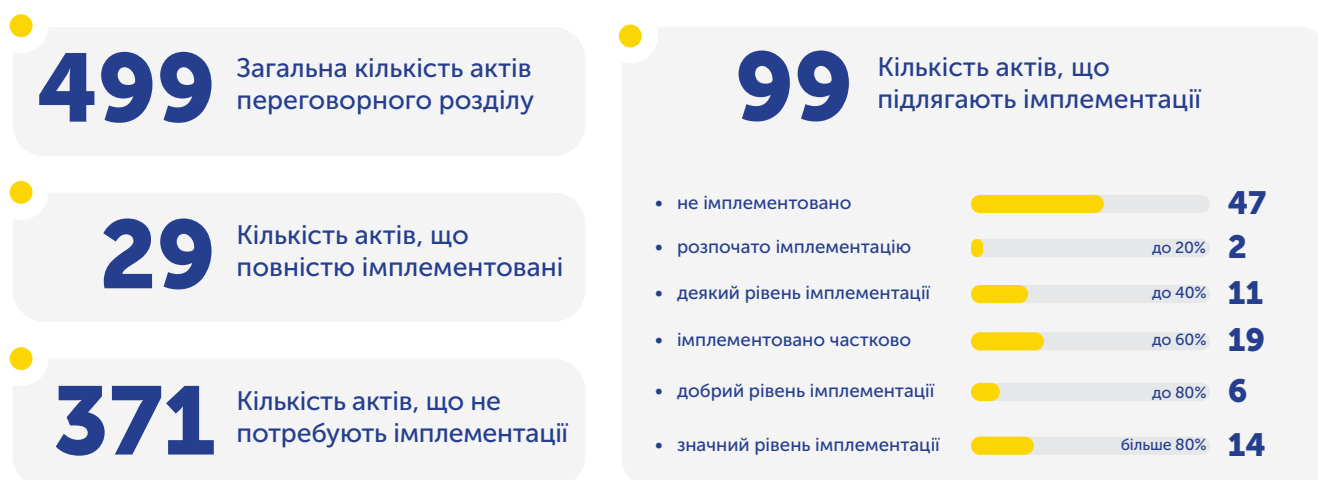 499
Загальна кількість актів
переговорного розділу
29
Кількість актів, що
повністю імплементовані
371
Кількість актів, що не
потребують імплементації
99
Кількість актів, що
підлягають імплементації
• не імплементовано 47
• розпочато імплементацію до 20% 2
• деякий рівень імплементації до 40% 11
• імплементовано частково до 60% 19
• добрий рівень імплементації до 80% 6
• значний рівень імплементації більше 80% 14